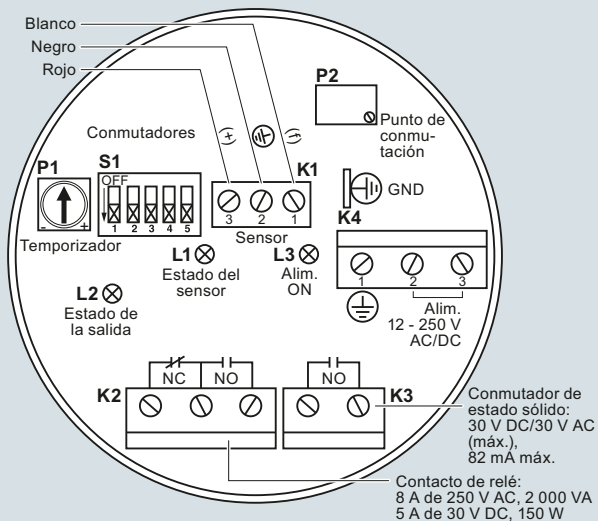 Blanco
Negro
Rojo
P2
Punto de
conmu-
tación
Conmutadores
(+)
(f)
P1
S1
OFF
K1
GND
1 2 3 4 5
3 2 1
- +
K4
Temporizador
Sensor
L1
Estado del
sensor
L3
Alim.
ON
1 2 3
L2
Estado de
la salida
Alim.
12 - 250 V
AC/DC
NC
NO
NO
K2
K3
Conmutador de
estado sólido:
30 V DC/30 V AC
(máx.),
82 mA máx.
Contacto de relé:
8 A de 250 V AC, 2 000 VA
5 A de 30 V DC, 150 W